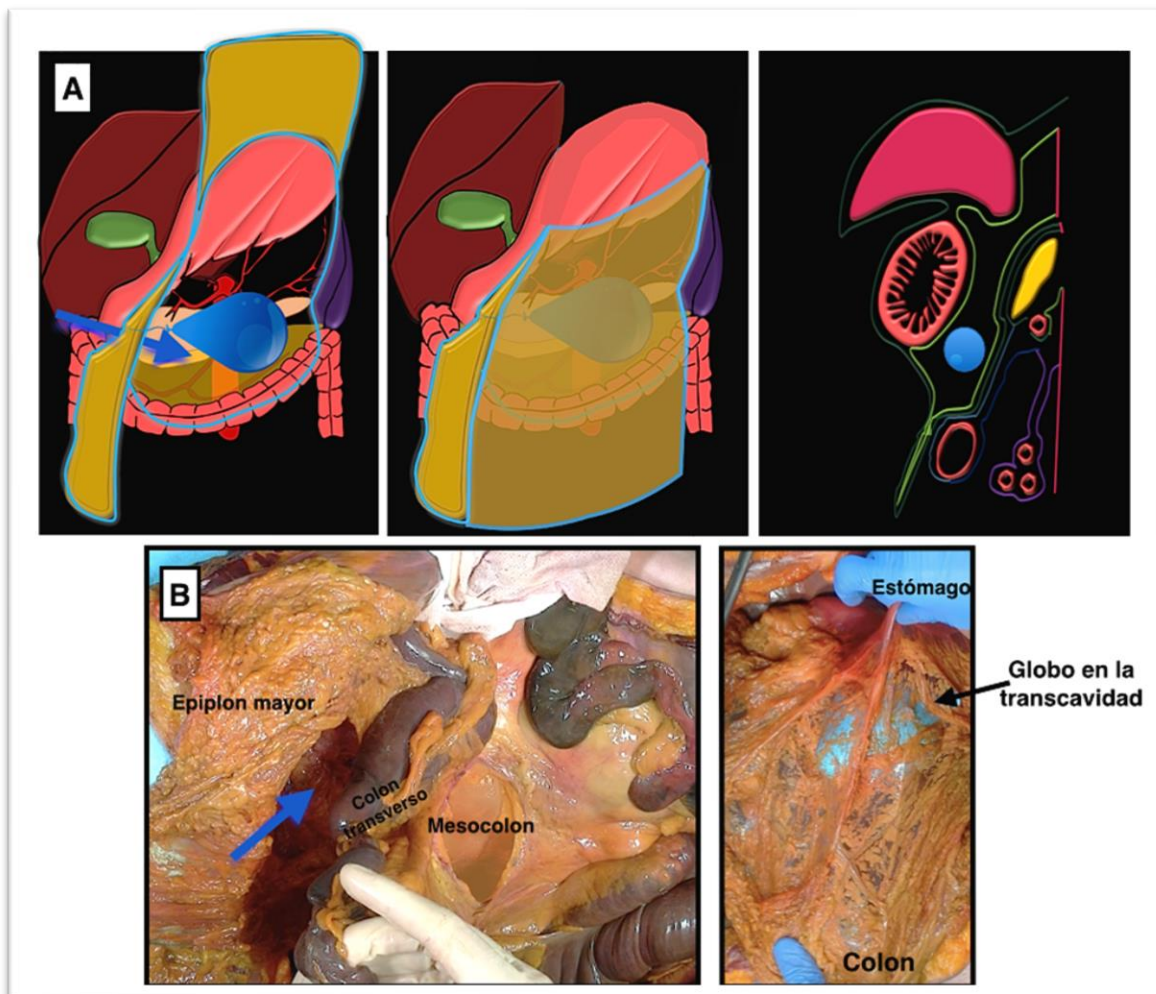 A
B
Epiplon mayor
Colon
transverso
Mesocolon
Estómago
Globo en la
transcavidad
Colon